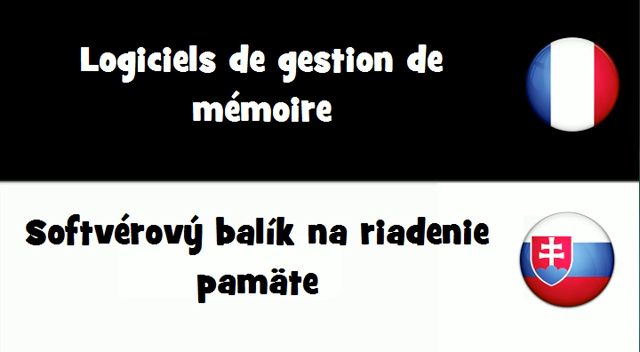 Logiciels de gestion de
mémoire
Softvérový balík na riadenie
pamäte